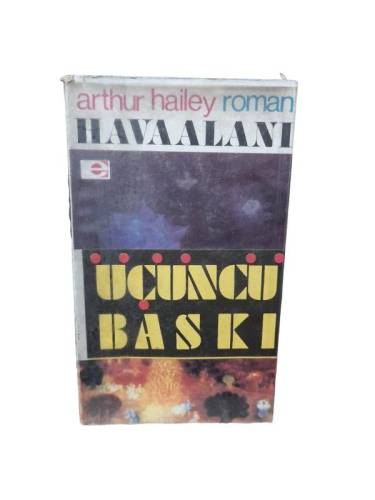 arthur hailey roman
HAVAALANI
e
ÜÇÜNCÜ
BASKI